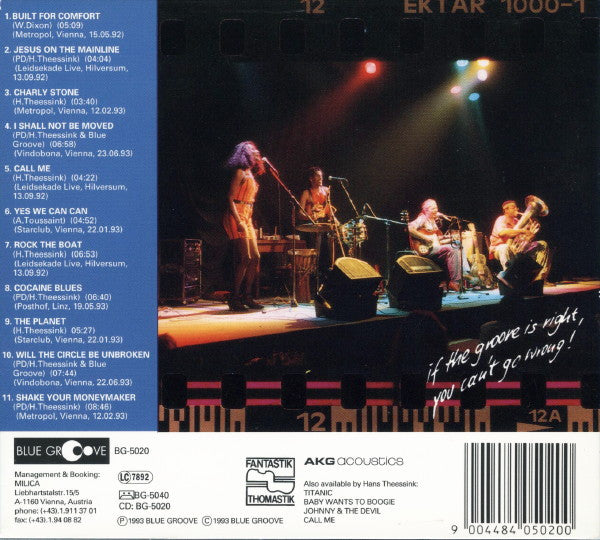 1. BUILT FOR COMFORT
(W.Dixon) (05:09)
(Metropol, Vienna, 15.05.92)
2. JESUS ON THE MAINLINE
(PD/H.Theessink) (04:04)
(Leidsekade Live, Hilversum,
13.09.92)
3. CHARLY STONE
(H.Theessink) (03:40)
(Metropol, Vienna, 12.02.93)
4. I SHALL NOT BE MOVED
(PD/H.Theessink & Blue
Groove) (06:58)
(Vindobona, Vienna, 23.06.93)
5. CALL ME
(H.Theessink) (04:22)
(Leidsekade Live, Hilversum,
13.09.92)
6. YES WE CAN CAN
(A.Toussaint) (04:52)
(Starclub, Vienna, 22.01.93)
7. ROCK THE BOAT
(H.Theessink) (06:53)
(Leidsekade Live, Hilversum,
13.09.92)
8. COCAINE BLUES
(PD/H.Theessink) (06:40)
(Posthof, Linz, 19.05.93)
9. THE PLANET
(H.Theessink) 05:27)
(Starclub, Vienna, 22.01.93)
10. WILL THE CIRCLE BE UNBROKEN
(PD/H.Theessink & Blue
Groove) (07:44)
(Vindobona, Vienna, 22.06.93)
11. SHAKE YOUR MONEYMAKER
(PD/H.Theessink) (08:46)
(Metropol, Vienna, 12.02.93)
12 EKTAR 1000-1
if the groove is right,
you can't go wrong!
12 12A
BLUE GROOVE BG-5020
Management & Booking:
MILICA
Liebhartstalstr.15/5
A-1160 Vienna, Austria
phone: (+43).1.911 37 01
fax: (+43).1.94 08 82
LC 7892
BG-5040
CD: BG-5020
Ⓟ1993 BLUE GROOVE ©1993 BLUE GROOVE
FANTASTIK
THOMASTIK
AKG acoustics
Also available by Hans Theessink:
TITANIC
BABY WANTS TO BOOGIE
JOHNNY & THE DEVIL
CALL ME
9 004484 050200